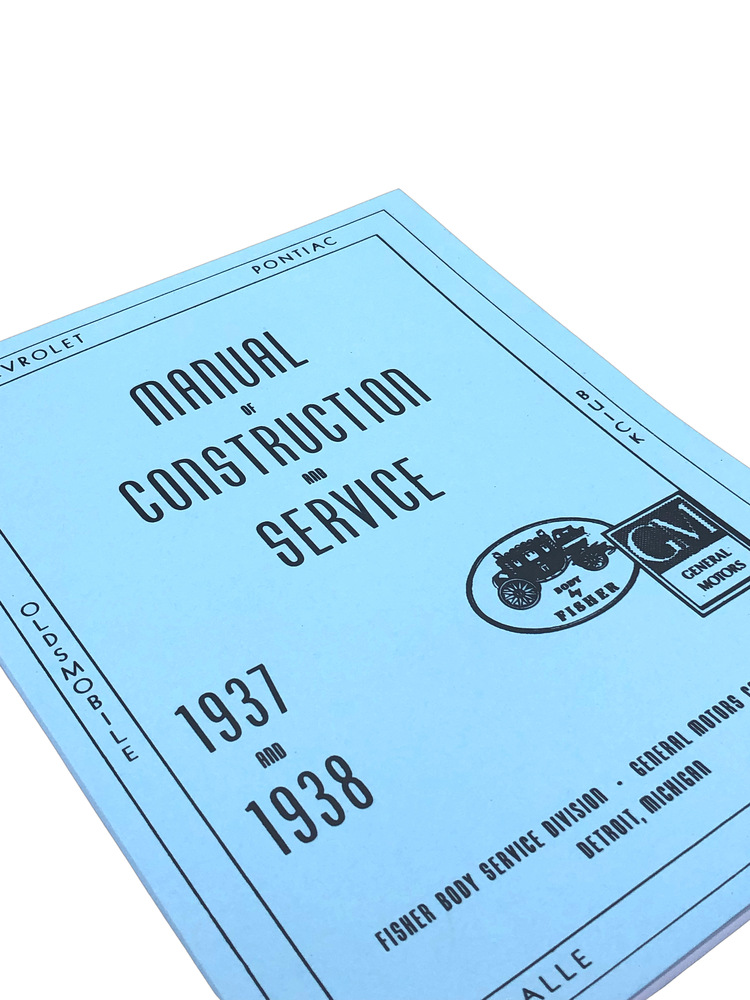 PONTIAC
VROLET
MANUAL
OF
CONSTRUCTION
AND
SERVICE
BUICK
OLDSMOBILE
BODY
by
FISHER
GM
GENERAL
MOTORS
1937
AND
1938
FISHER BODY SERVICE DIVISION • GENERAL MOTORS
DETROIT, MICHIGAN
ALLE